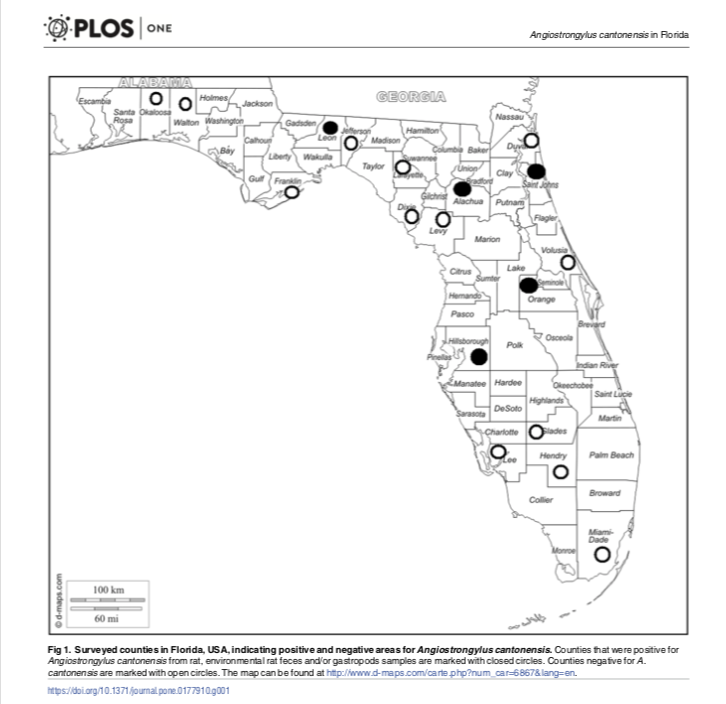 PLOS | ONE
Angiostrongylus cantonensis in Florida
ALABAMA
GEORGIA
Escambia
Santa
Rosa
Okaloosa
Walton
Holmes
Washington
Jackson
Bay
Calhoun
Gulf
Liberty
Gadsden
Franklin
Leon
Wakulla
Jefferson
Madison
Taylor
Hamilton
Suwannee
Lafayette
Dixie
Columbia
Baker
Union
Bradford
Gilchrist
Alachua
Levy
Nassau
Duval
Clay
Saint Johns
Putnam
Flagler
Marion
Volusia
Citrus
Sumter
Lake
Seminole
Hernando
Orange
Pasco
Brevard
Osceola
Hillsborough
Pinellas
Polk
Indian River
Manatee
Hardee
Okeechobee
Highlands
Saint Lucie
Sarasota
DeSoto
Martin
Charlotte
Glades
Lee
Hendry
Palm Beach
Collier
Broward
Monroe
Miami-
Dade
100 km
60 mi
© d-maps.com
Fig 1. Surveyed counties in Florida, USA, indicating positive and negative areas for Angiostrongylus cantonensis. Counties that were positive for
Angiostrongylus cantonensis from rat, environmental rat feces and/or gastropods samples are marked with closed circles. Counties negative for A.
cantonensis are marked with open circles. The map can be found at http://www.d-maps.com/carte.php?num_car=6867&lang=en.
https://doi.org/10.1371/journal.pone.0177910.g001